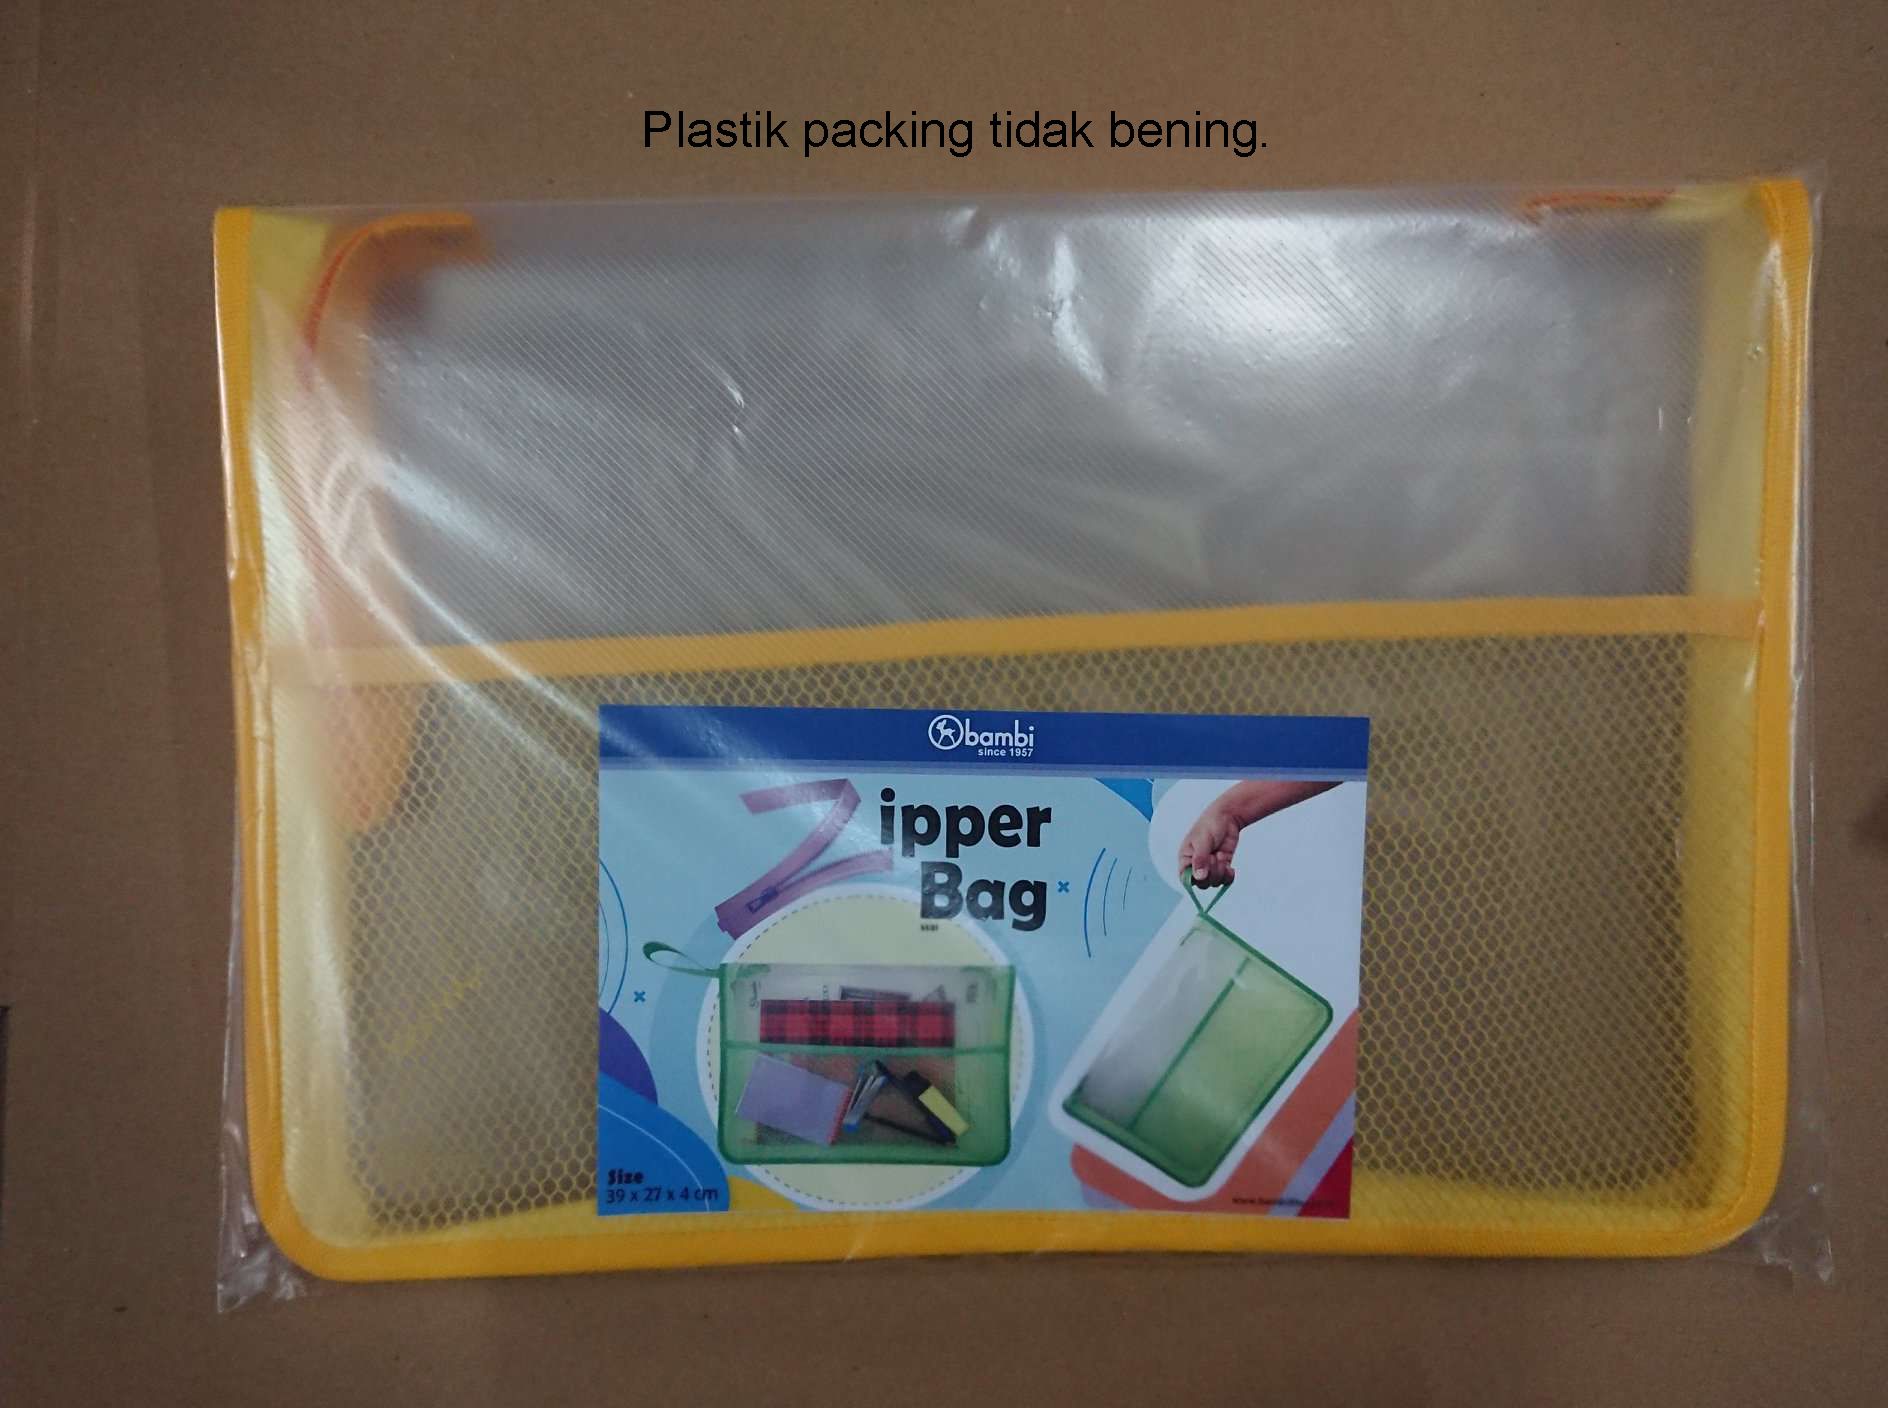 Plastik packing tidak bening.
bambi
since 1957
Zipper
Bag
Size
39 x 27 x 4 cm